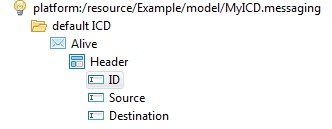 platform:/resource/Example/model/MyICD.messaging
default ICD
Alive
Header
ID
Source
Destination